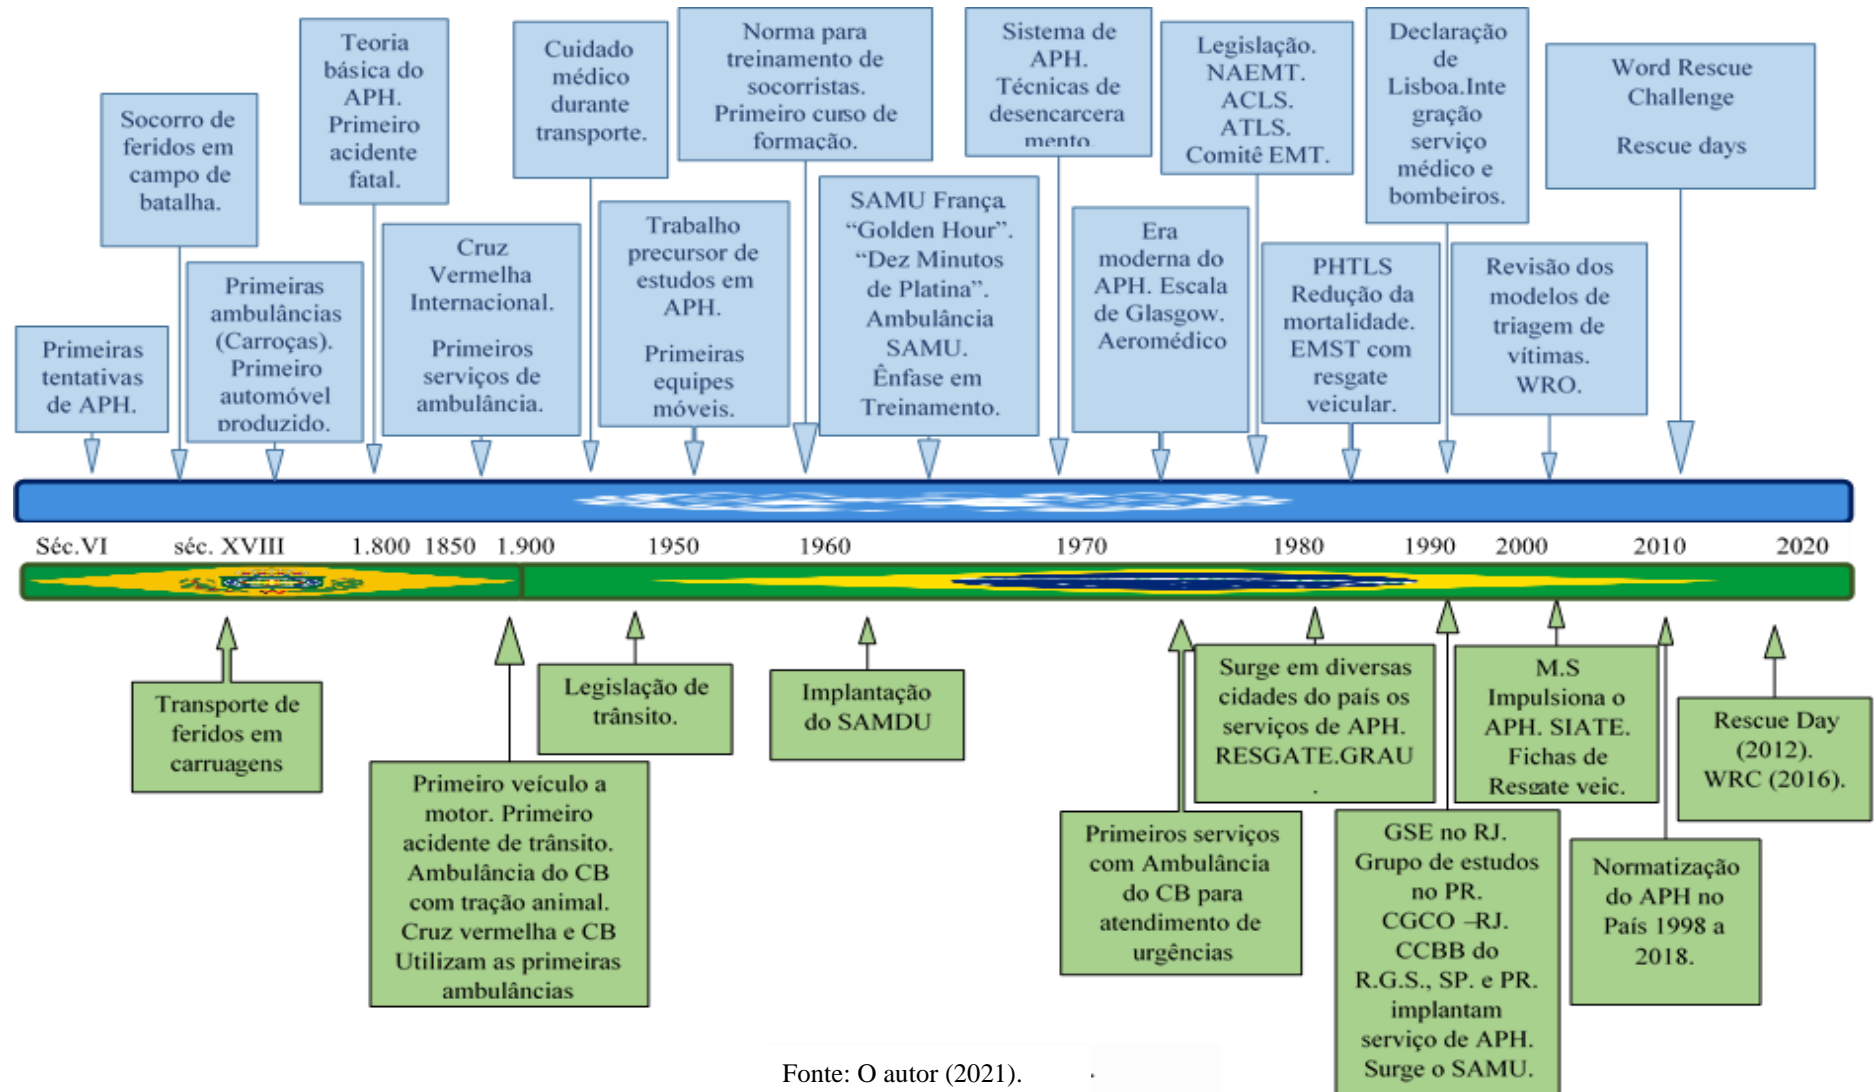 Primeiras
tentativas
de APH.
Socorro de
feridos em
campo de
batalha.
Primeiras
ambulâncias
(Carroças).
Primeiro
automóvel
produzido.
Teoria
básica do
APH.
Primeiro
acidente
fatal.
Cruz
Vermelha
Internacional.
Primeiros
serviços de
ambulância.
Cuidado
médico
durante
transporte.
Trabalho
precursor de
estudos em
APH.
Primeiras
equipes
móveis.
Norma para
treinamento de
socorristas.
Primeiro curso de
formação.
SAMU França
“Golden Hour”.
“Dez Minutos
de Platina”.
Ambulância
SAMU.
Ênfase em
Treinamento.
Sistema de
APH.
Técnicas de
desencarcera
mento.
Era
moderna do
APH. Escala
de Glasgow.
Aeromédico
Legislação.
NAEMT.
ACLS.
ATLS.
Comitê EMT.
PHTLS
Redução da
mortalidade.
EMST com
resgate
veicular.
Declaração
de
Lisboa.Inte
gração
serviço
médico e
bombeiros.
Revisão dos
modelos de
triagem de
vítimas.
WRO.
Word Rescue
Challenge
Rescue days
Séc.VI séc. XVIII 1.800 1850 1.900 1950 1960 1970 1980 1990 2000 2010 2020
Transporte de
feridos em
carruagens
Primeiro veículo a
motor. Primeiro
acidente de trânsito.
Ambulância do CB
com tração animal.
Cruz vermelha e CB
Utilizam as primeiras
ambulâncias
Legislação de
trânsito.
Implantação
do SAMDU
Primeiros serviços
com Ambulância
do CB para
atendimento de
urgências
Surge em diversas
cidades do país os
serviços de APH.
RESGATE.GRAU
.
GSE no RJ.
Grupo de estudos
no PR.
CGCO –RJ.
CCBB do
R.G.S., SP. e PR.
implantam
serviço de APH.
Surge o SAMU.
M.S
Impulsiona o
APH. SIATE.
Fichas de
Resgate veic.
Normatização
do APH no
País 1998 a
2018.
Rescue Day
(2012).
WRC (2016).
Fonte: O autor (2021).